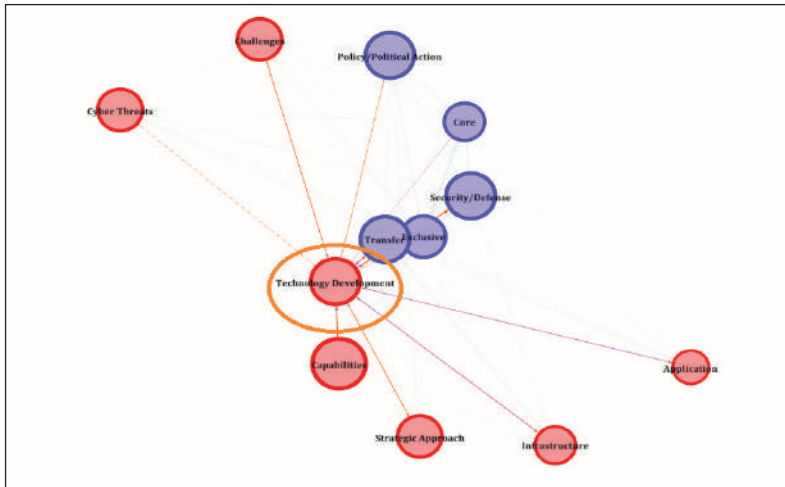 Challenges
Policy/Political Action
Cyber Threats
Core
Security/Defense
Transfer
Exclusive
Technology Development
Capabilities
Application
Strategic Approach
Infrastructure